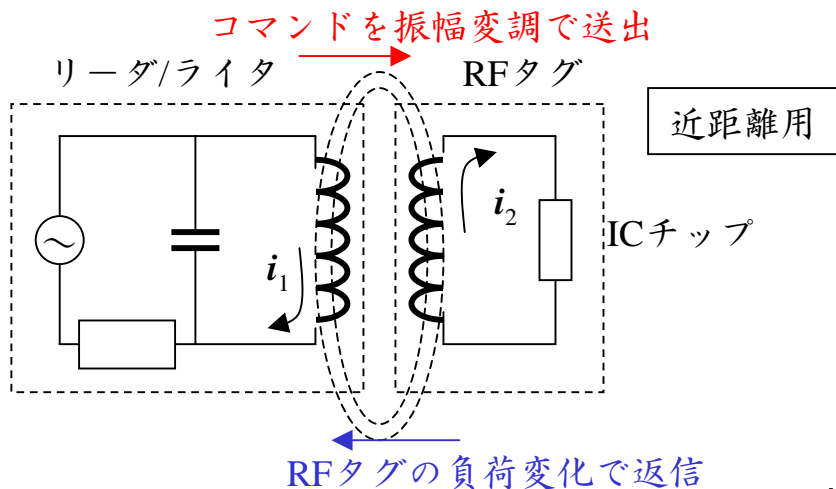 コマンドを振幅変調で送出
リーダ/ライタ
RFタグ
近距離用
i₁
i₂
ICチップ
RFタグの負荷変化で返信